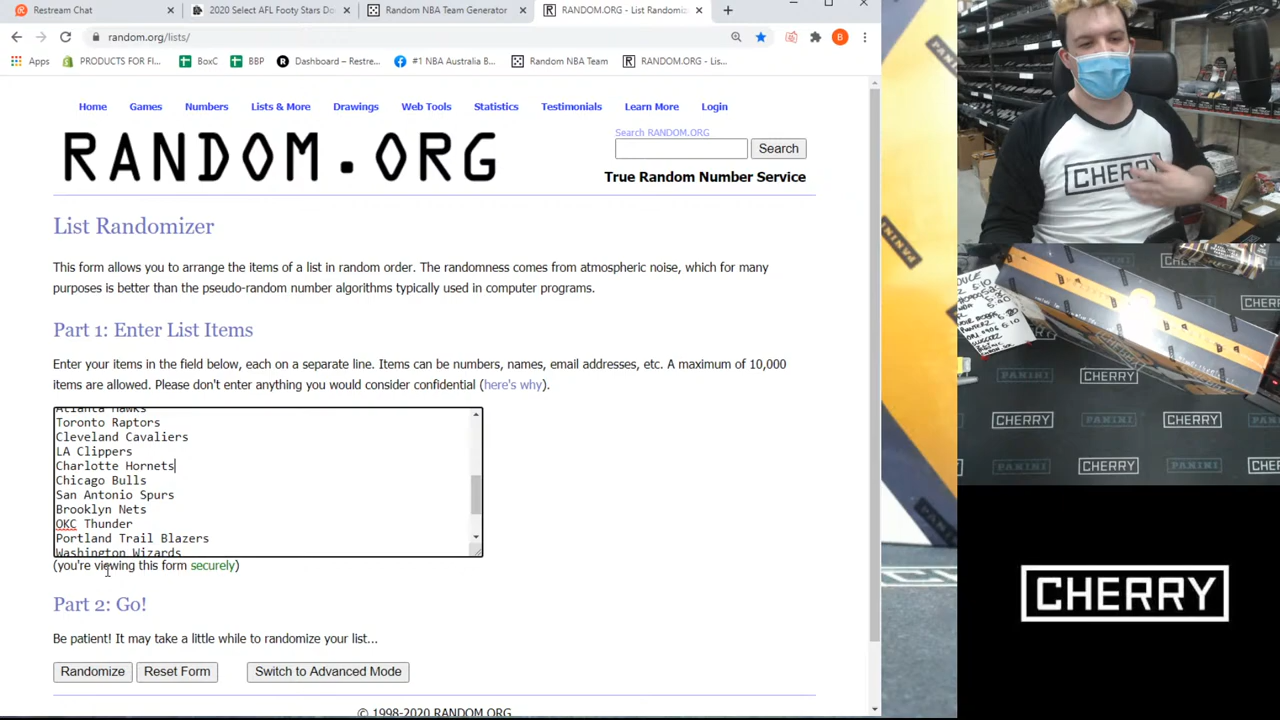 Restream Chat
2020 Select AFL Footy Stars Do
Random NBA Team Generator
RANDOM.ORG - List Randomiz
random.org/lists/
Apps
PRODUCTS FOR FI...
BoxC
BBP
Dashboard – Restre...
#1 NBA Australia B...
Random NBA Team
RANDOM.ORG - Lis...
Home
Games
Numbers
Lists & More
Drawings
Web Tools
Statistics
Testimonials
Learn More
Login
RANDOM.ORG
Search RANDOM.ORG
Search
True Random Number Service
List Randomizer
This form allows you to arrange the items of a list in random order. The randomness comes from atmospheric noise, which for many
purposes is better than the pseudo-random number algorithms typically used in computer programs.
Part 1: Enter List Items
Enter your items in the field below, each on a separate line. Items can be numbers, names, email addresses, etc. A maximum of 10,000
items are allowed. Please don't enter anything you would consider confidential (here's why).
Atlanta Hawks
Toronto Raptors
Cleveland Cavaliers
LA Clippers
Charlotte Hornets
Chicago Bulls
San Antonio Spurs
Brooklyn Nets
OKC Thunder
Portland Trail Blazers
Washington Wizards
(you're viewing this form securely)
Part 2: Go!
Be patient! It may take a little while to randomize your list...
Randomize
Reset Form
Switch to Advanced Mode
© 1998-2020 RANDOM.ORG
PANINI
CHERRY
CHERRY
PANINI
CHERRY
PANINI
CHERRY
PANINI
CHERRY
CHERRY
CHERRY